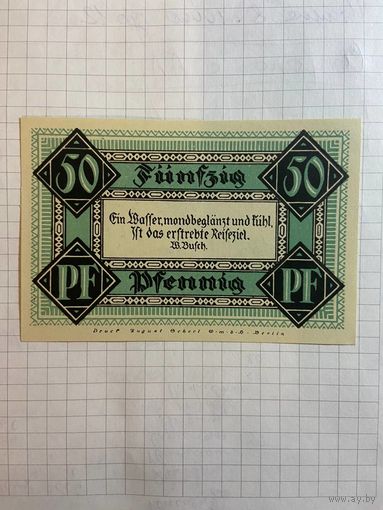 50 Fünfzig 50
Ein Wasser, mondbeglänzt und kühl,
Ist das erstrebte Reiseziel.
W. Busch.
PF Pfennig PF
Druck August Scherl G·m·b·H· Berlin
www.ay.by